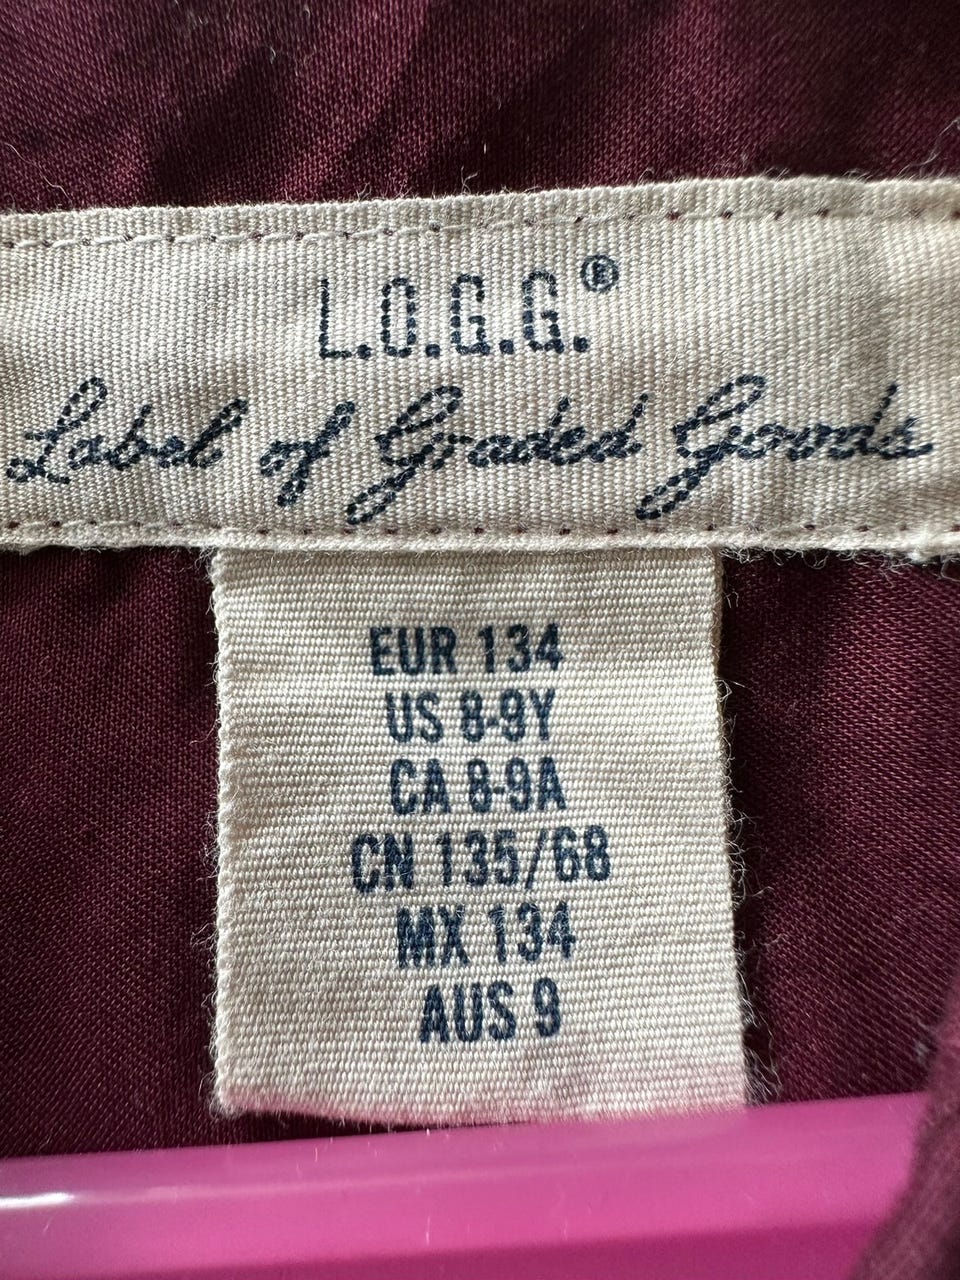 L.O.G.G.®
Label of Graded Goods
EUR 134
US 8-9Y
CA 8-9A
CN 135/68
MX 134
AUS 9